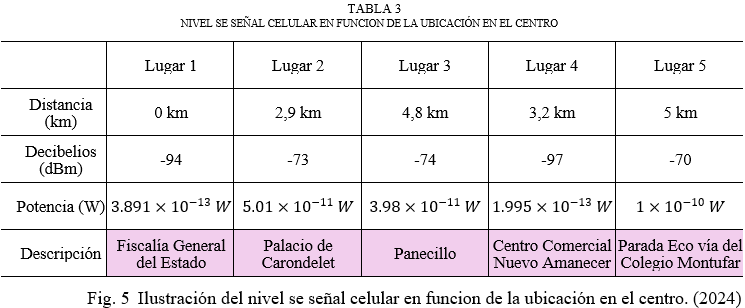 TABLA 3
NIVEL SE SEÑAL CELULAR EN FUNCION DE LA UBICACIÓN EN EL CENTRO
Lugar 1 Lugar 2 Lugar 3 Lugar 4 Lugar 5
Distancia (km) 0 km 2,9 km 4,8 km 3,2 km 5 km
Decibelios (dBm) -94 -73 -74 -97 -70
Potencia (W) 3.891 × 10⁻¹³ W 5.01 × 10⁻¹¹ W 3.98 × 10⁻¹¹ W 1.995 × 10⁻¹³ W 1 × 10⁻¹⁰ W
Descripción Fiscalía General del Estado Palacio de Carondelet Panecillo Centro Comercial Nuevo Amanecer Parada Eco vía del Colegio Montufar
Fig. 5 Ilustración del nivel se señal celular en funcion de la ubicación en el centro. (2024)